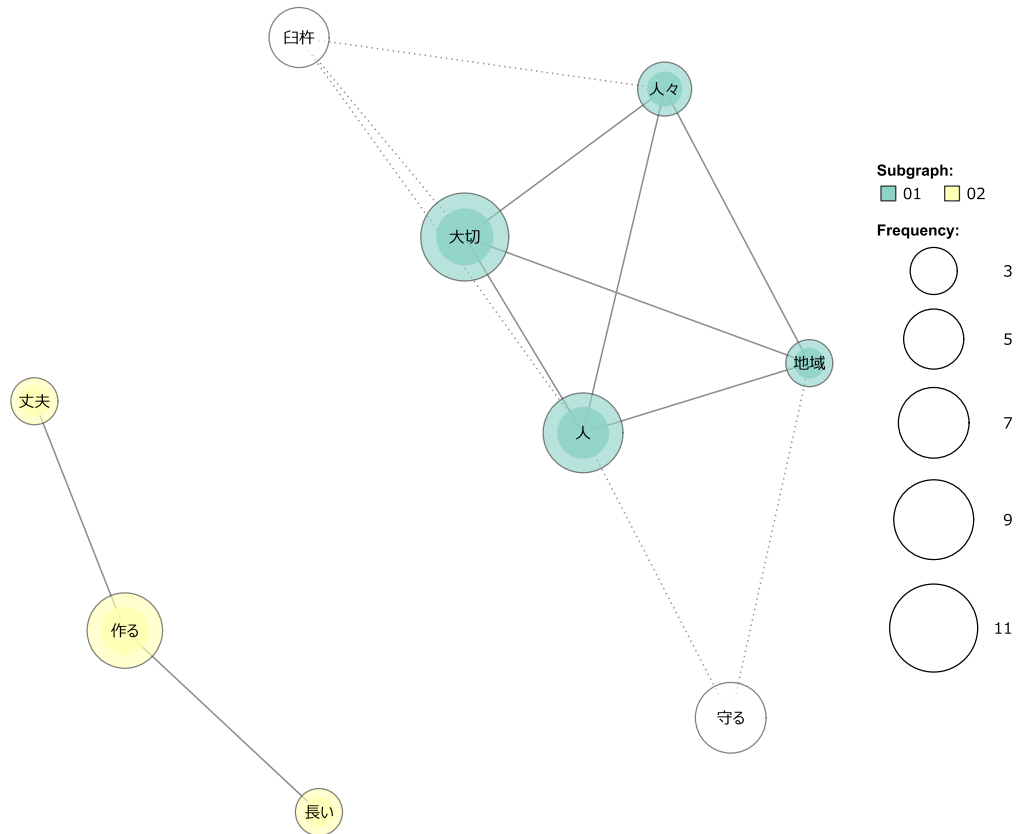 臼杵
人々
大切
地域
人
丈夫
作る
守る
長い
Subgraph:
01 02
Frequency:
3
5
7
9
11